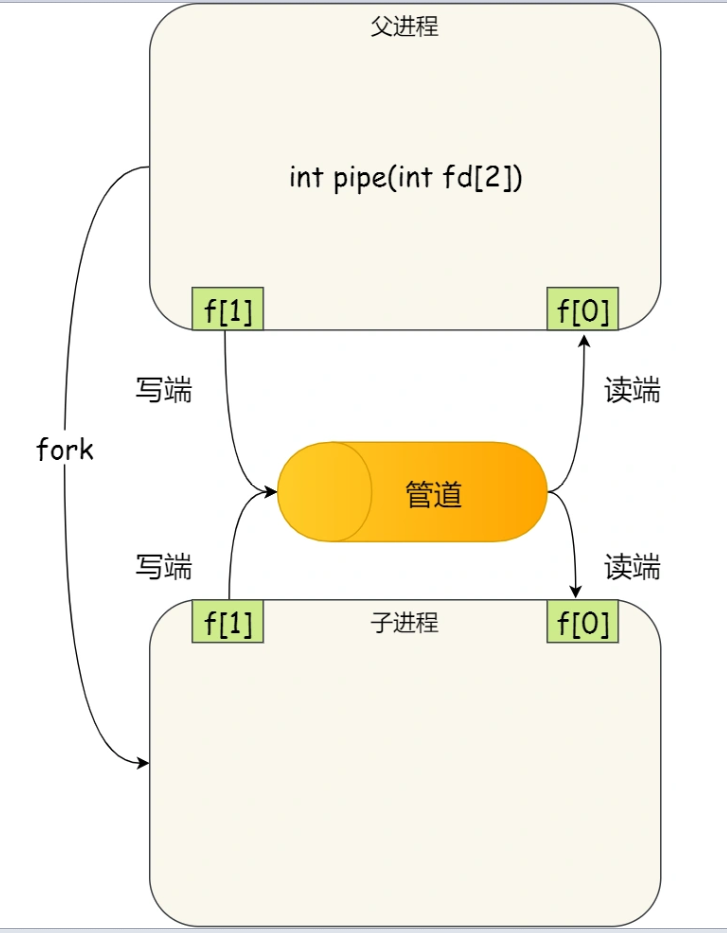 父进程
int pipe(int fd[2])
f[1]
f[0]
写端
读端
fork
管道
写端
读端
f[1]
子进程
f[0]